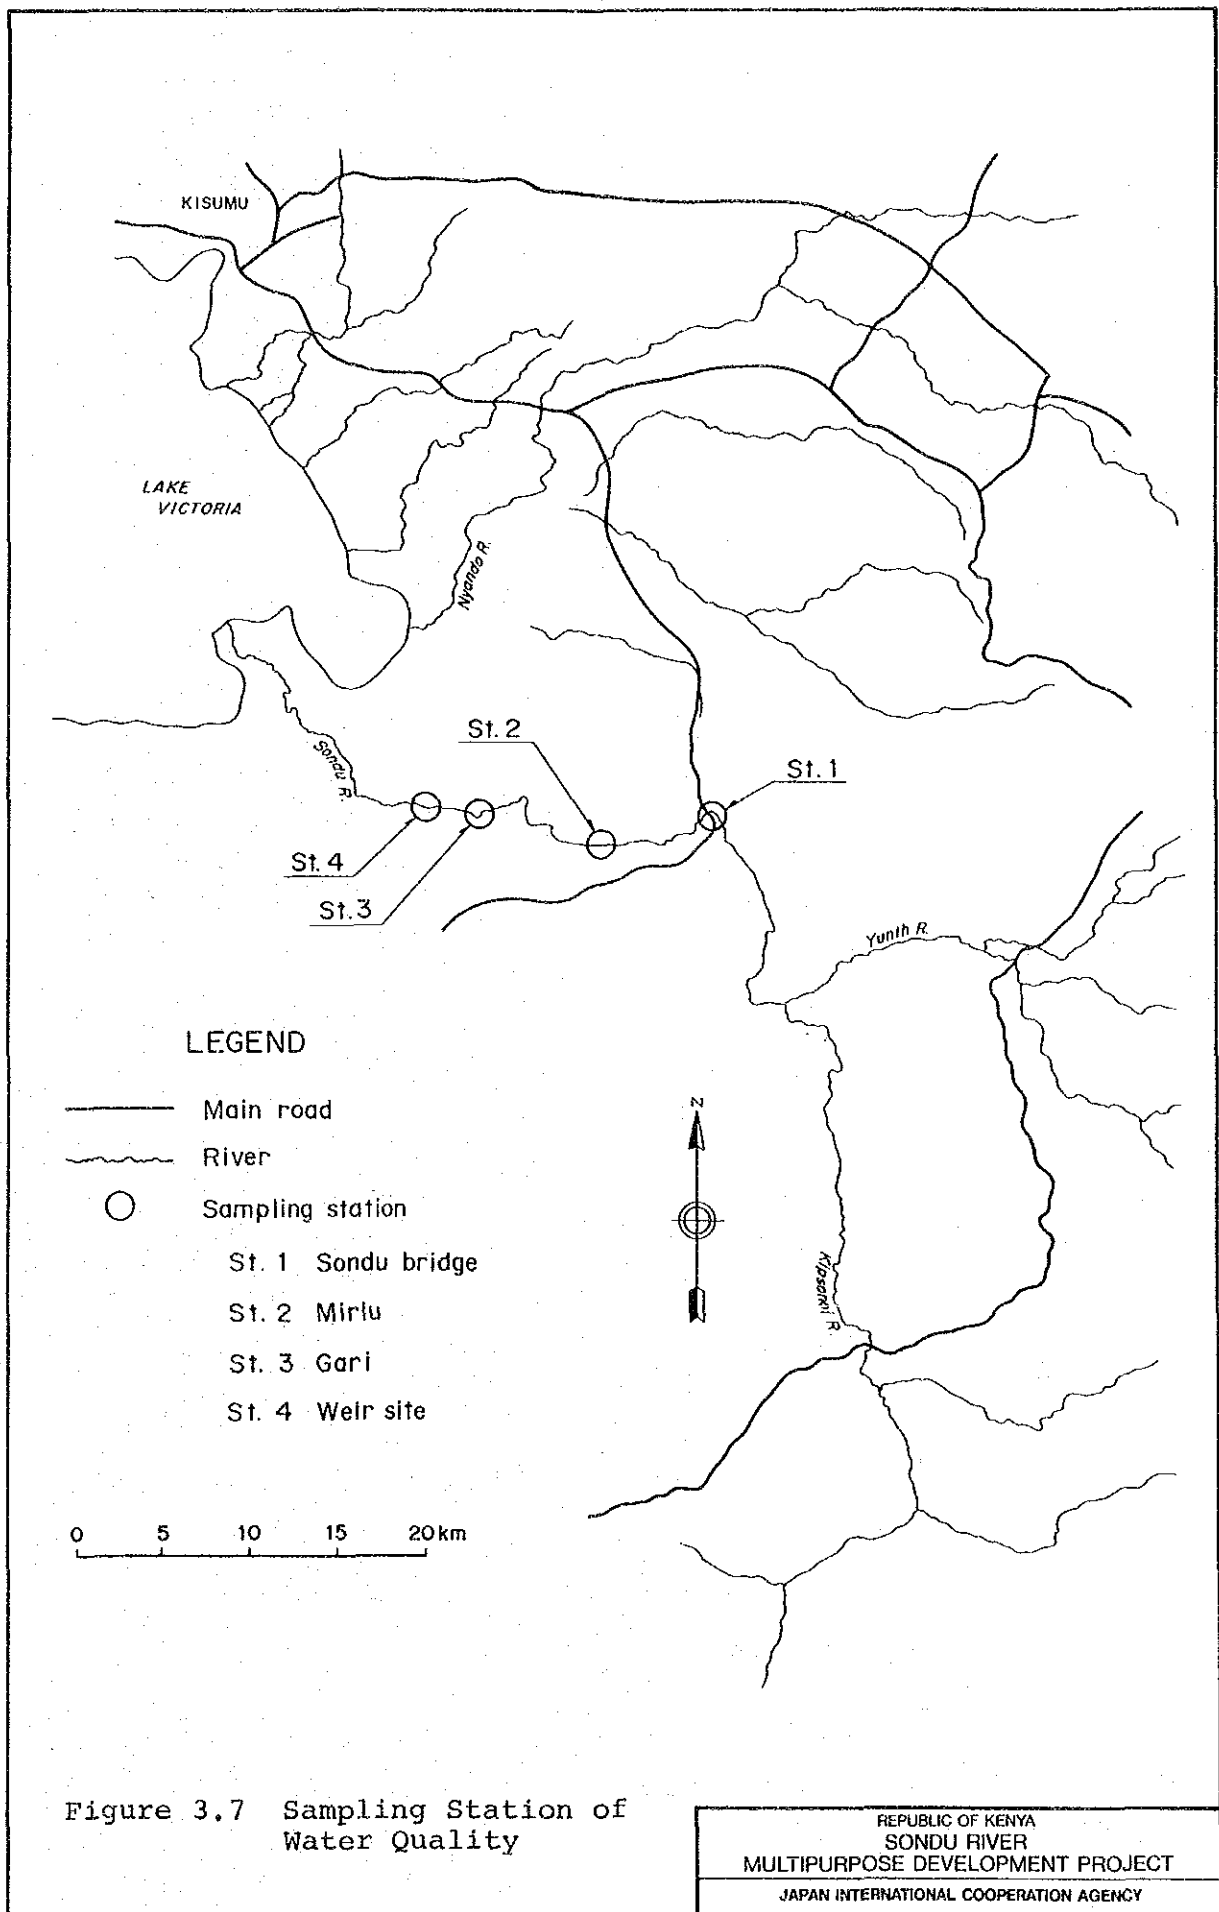 KISUMU
LAKE
VICTORIA
Nyando R.
Sondu R.
St. 2
St. 1
St. 4
St. 3
Yunith R.
Kipsonoi R.
LEGEND
Main road
River
Sampling station
St. 1 Sondu bridge
St. 2 Mirlu
St. 3 Gari
St. 4 Weir site
N
0 5 10 15 20km
Figure 3.7 Sampling Station of
Water Quality
REPUBLIC OF KENYA
SONDU RIVER
MULTIPURPOSE DEVELOPMENT PROJECT
JAPAN INTERNATIONAL COOPERATION AGENCY